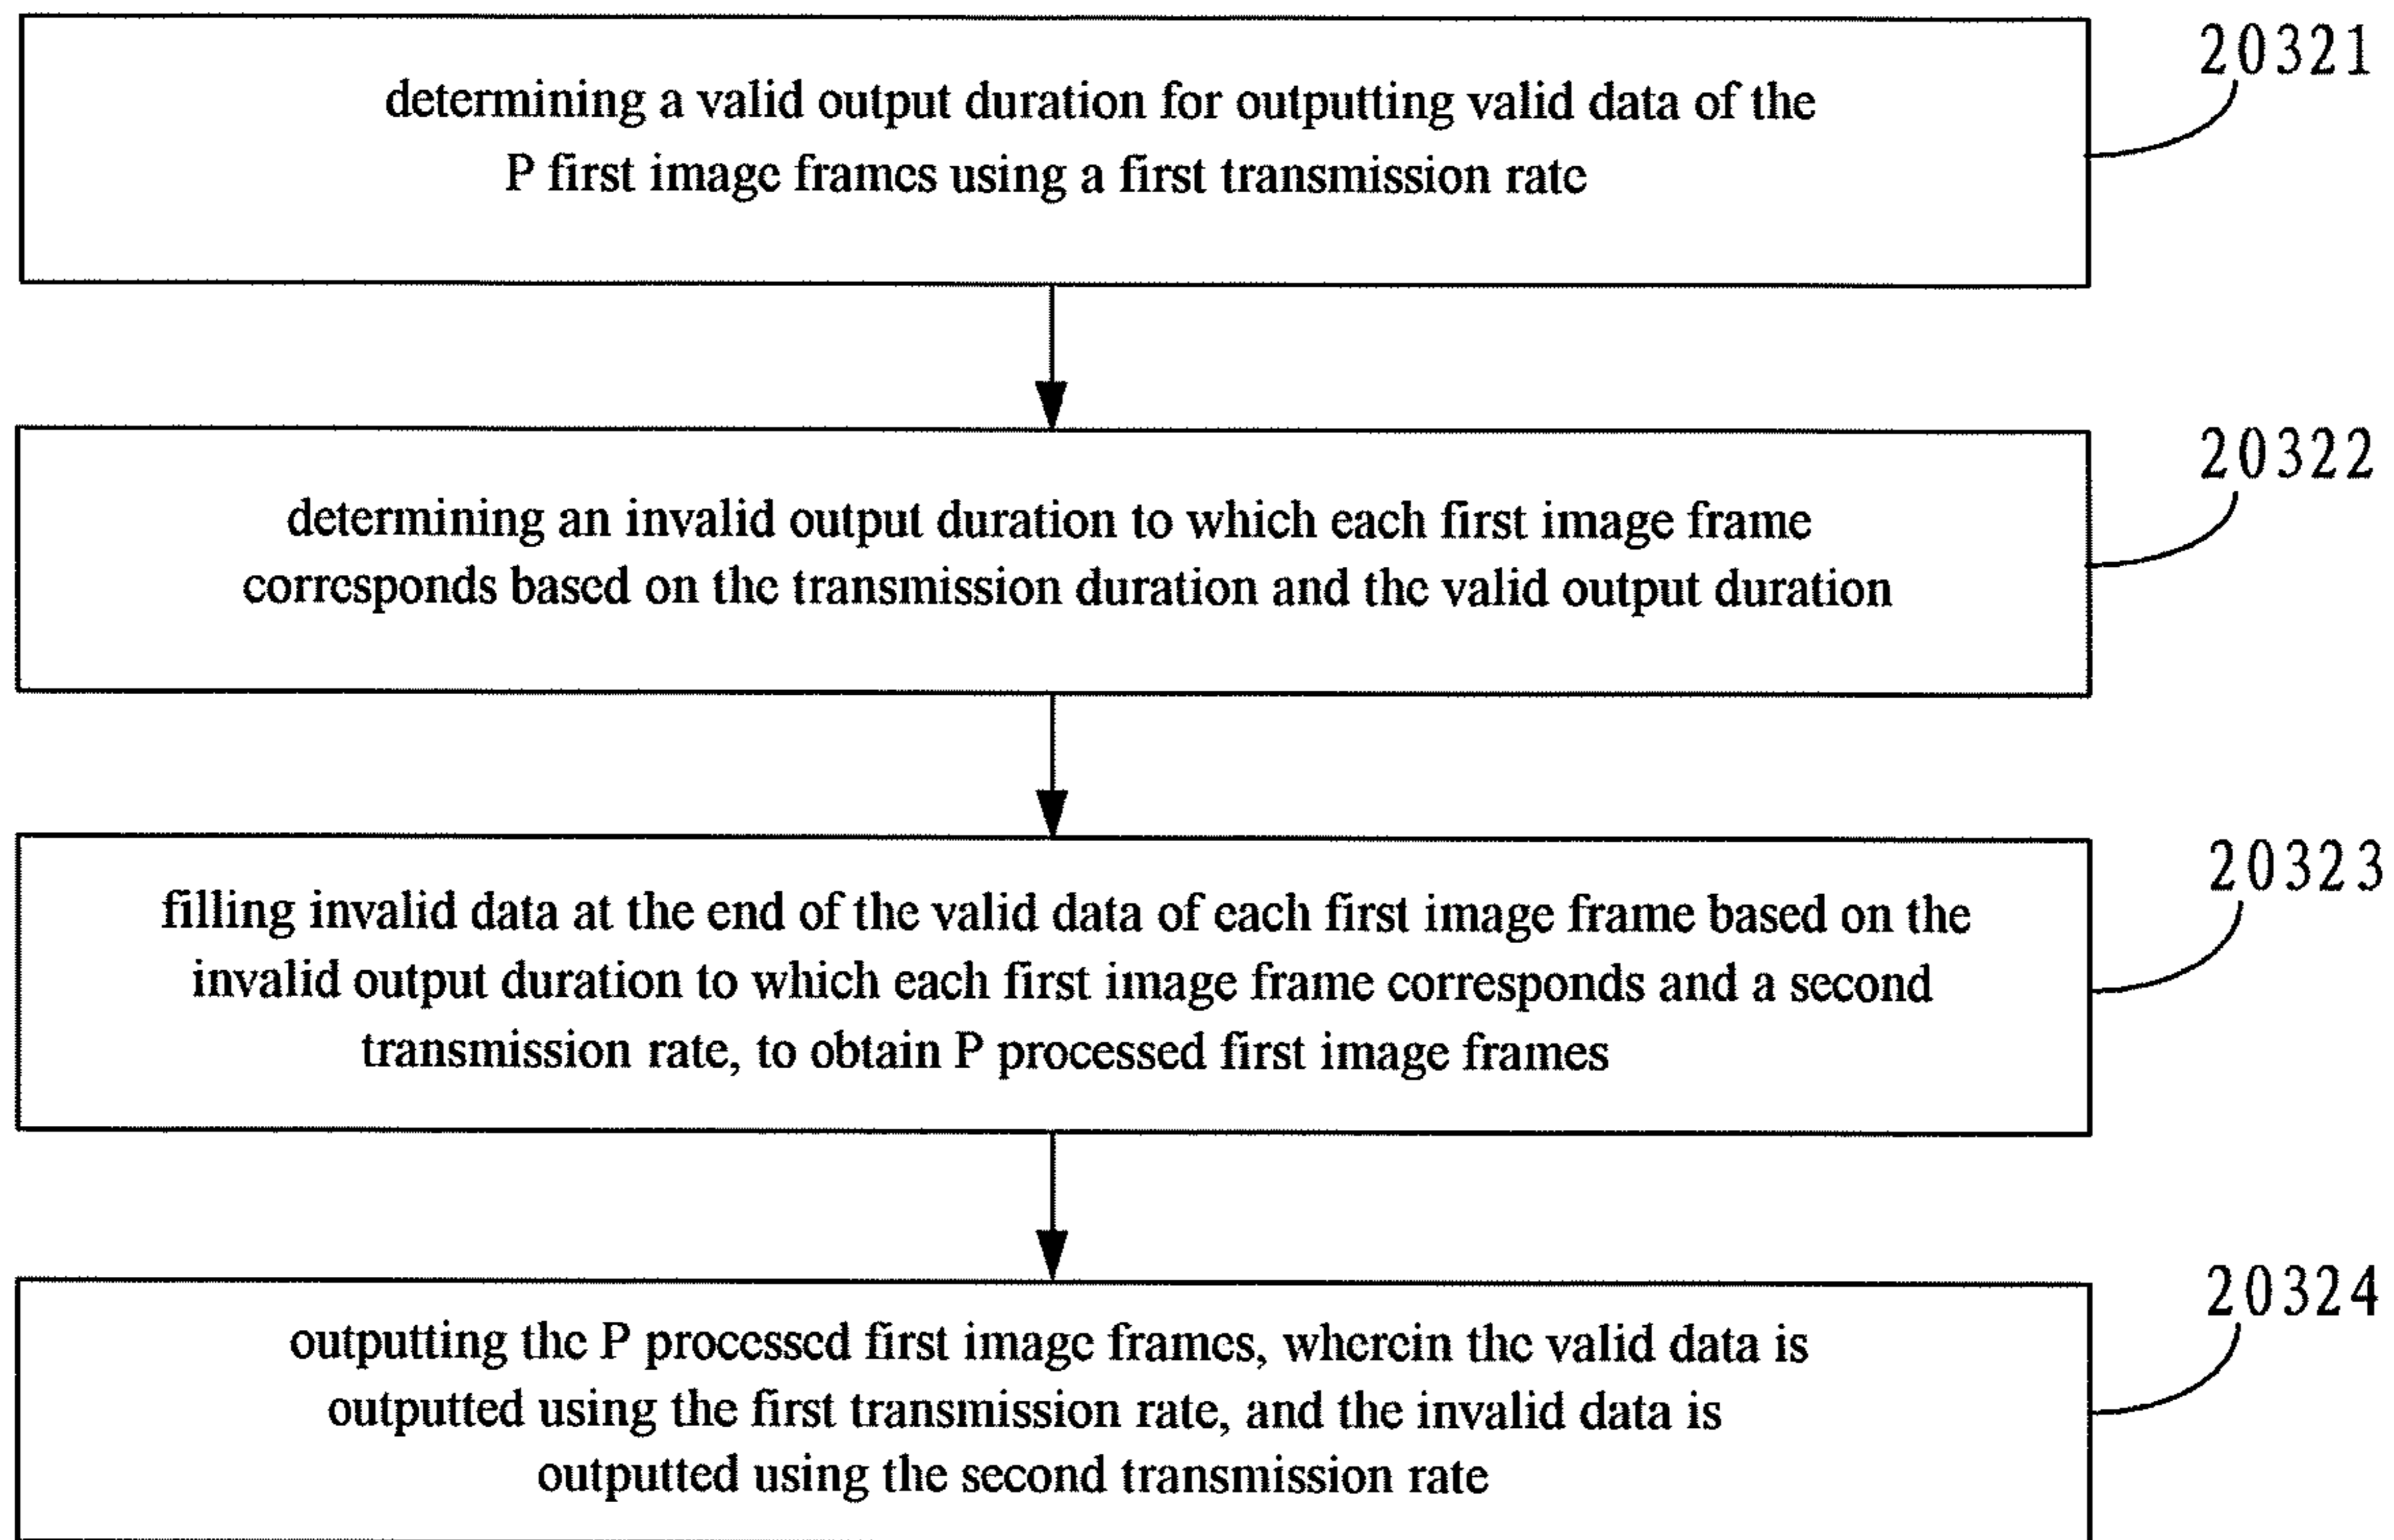 20321
determining a valid output duration for outputting valid data of the
P first image frames using a first transmission rate
20322
determining an invalid output duration to which each first image frame
corresponds based on the transmission duration and the valid output duration
20323
filling invalid data at the end of the valid data of each first image frame based on the
invalid output duration to which each first image frame corresponds and a second
transmission rate, to obtain P processed first image frames
20324
outputting the P processed first image frames, wherein the valid data is
outputted using the first transmission rate, and the invalid data is
outputted using the second transmission rate